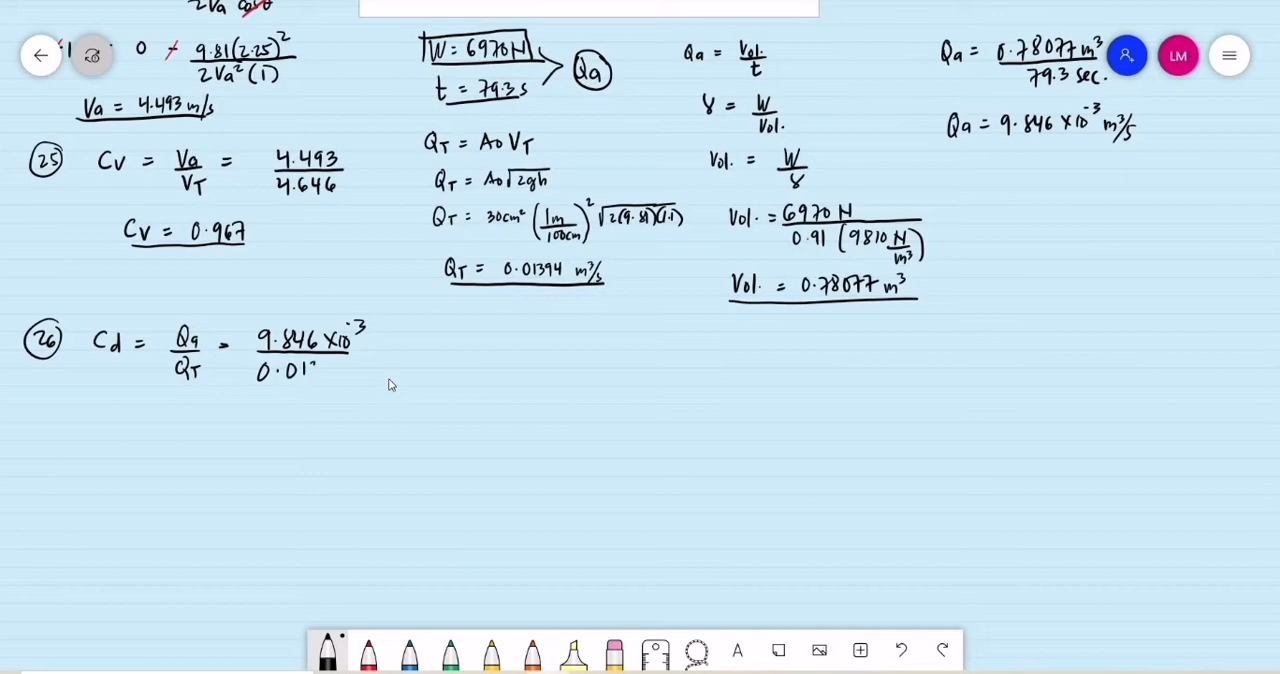 2Va cosθ
-1 = 0 - 9.81(2.25)² / 2Va²(1)
Va = 4.493 m/s
25 Cv = Va / VT = 4.493 / 4.646
Cv = 0.967
W = 6970 N
t = 79.3 s
Qa
QT = Ao VT
QT = Ao √2gh
QT = 30cm² (1m / 100cm)² √2(9.81)(1.1)
QT = 0.01394 m³/s
Qa = Vol. / t
γ = W / Vol.
Vol. = W / γ
Vol. = 6970 N / 0.91 (9810 N / m³)
Vol. = 0.78077 m³
Qa = 0.78077 m³ / 79.3 sec.
Qa = 9.846 ×10⁻³ m³/s
26 Cd = Qa / QT = 9.846 ×10⁻³ / 0.01
LM
A